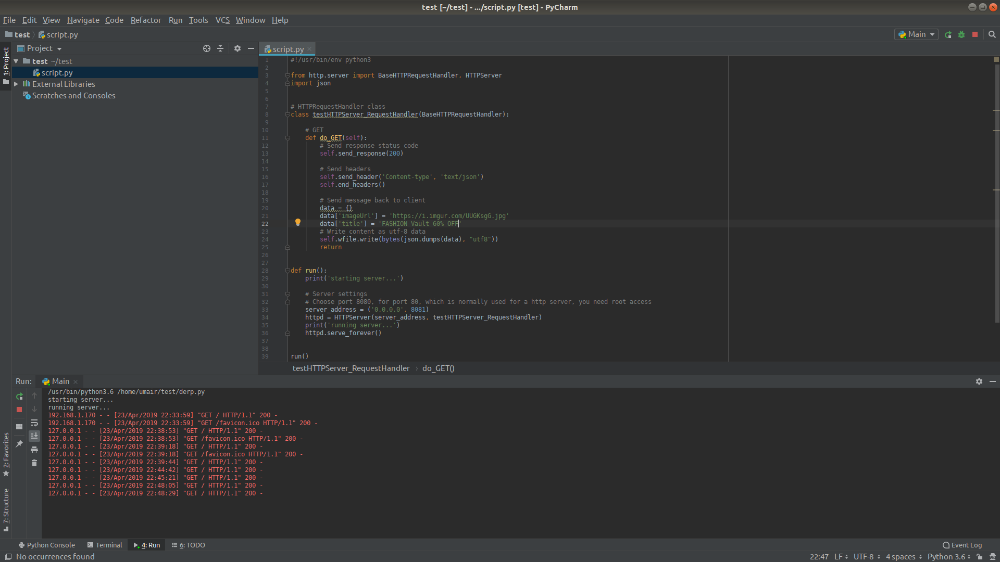 test [~/test] - .../script.py [test] - PyCharm
File Edit View Navigate Code Refactor Run Tools VCS Window Help
test script.py
Main
1: Project
Project
test ~/test
script.py
External Libraries
Scratches and Consoles
script.py
1 #!/usr/bin/env python3
2
3 from http.server import BaseHTTPRequestHandler, HTTPServer
4 import json
5
6
7 # HTTPRequestHandler class
8 class testHTTPServer_RequestHandler(BaseHTTPRequestHandler):
9
10 # GET
11 def do_GET(self):
12 # Send response status code
13 self.send_response(200)
14
15 # Send headers
16 self.send_header('Content-type', 'text/json')
17 self.end_headers()
18
19 # Send message back to client
20 data = {}
21 data['imageUrl'] = 'https://i.imgur.com/UUGKsgG.jpg'
22 data['title'] = 'FASHION Vault 60% OFF'
23 # Write content as utf-8 data
24 self.wfile.write(bytes(json.dumps(data), "utf8"))
25 return
26
27
28 def run():
29 print('starting server...')
30
31 # Server settings
32 # Choose port 8080, for port 80, which is normally used for a http server, you need root access
33 server_address = ('0.0.0.0', 8081)
34 httpd = HTTPServer(server_address, testHTTPServer_RequestHandler)
35 print('running server...')
36 httpd.serve_forever()
37
38
39 run()
testHTTPServer_RequestHandler › do_GET()
Run: Main
/usr/bin/python3.6 /home/umair/test/derp.py
starting server...
running server...
192.168.1.170 - - [23/Apr/2019 22:33:59] "GET / HTTP/1.1" 200 -
192.168.1.170 - - [23/Apr/2019 22:33:59] "GET /favicon.ico HTTP/1.1" 200 -
127.0.0.1 - - [23/Apr/2019 22:38:53] "GET / HTTP/1.1" 200 -
127.0.0.1 - - [23/Apr/2019 22:38:53] "GET /favicon.ico HTTP/1.1" 200 -
127.0.0.1 - - [23/Apr/2019 22:39:18] "GET / HTTP/1.1" 200 -
127.0.0.1 - - [23/Apr/2019 22:39:18] "GET /favicon.ico HTTP/1.1" 200 -
127.0.0.1 - - [23/Apr/2019 22:39:44] "GET / HTTP/1.1" 200 -
127.0.0.1 - - [23/Apr/2019 22:44:42] "GET / HTTP/1.1" 200 -
127.0.0.1 - - [23/Apr/2019 22:45:21] "GET / HTTP/1.1" 200 -
127.0.0.1 - - [23/Apr/2019 22:48:05] "GET / HTTP/1.1" 200 -
127.0.0.1 - - [23/Apr/2019 22:48:29] "GET / HTTP/1.1" 200 -
2: Favorites
7: Structure
Python Console Terminal 4: Run 6: TODO Event Log
No occurrences found 22:47 LF UTF-8 4 spaces Python 3.6